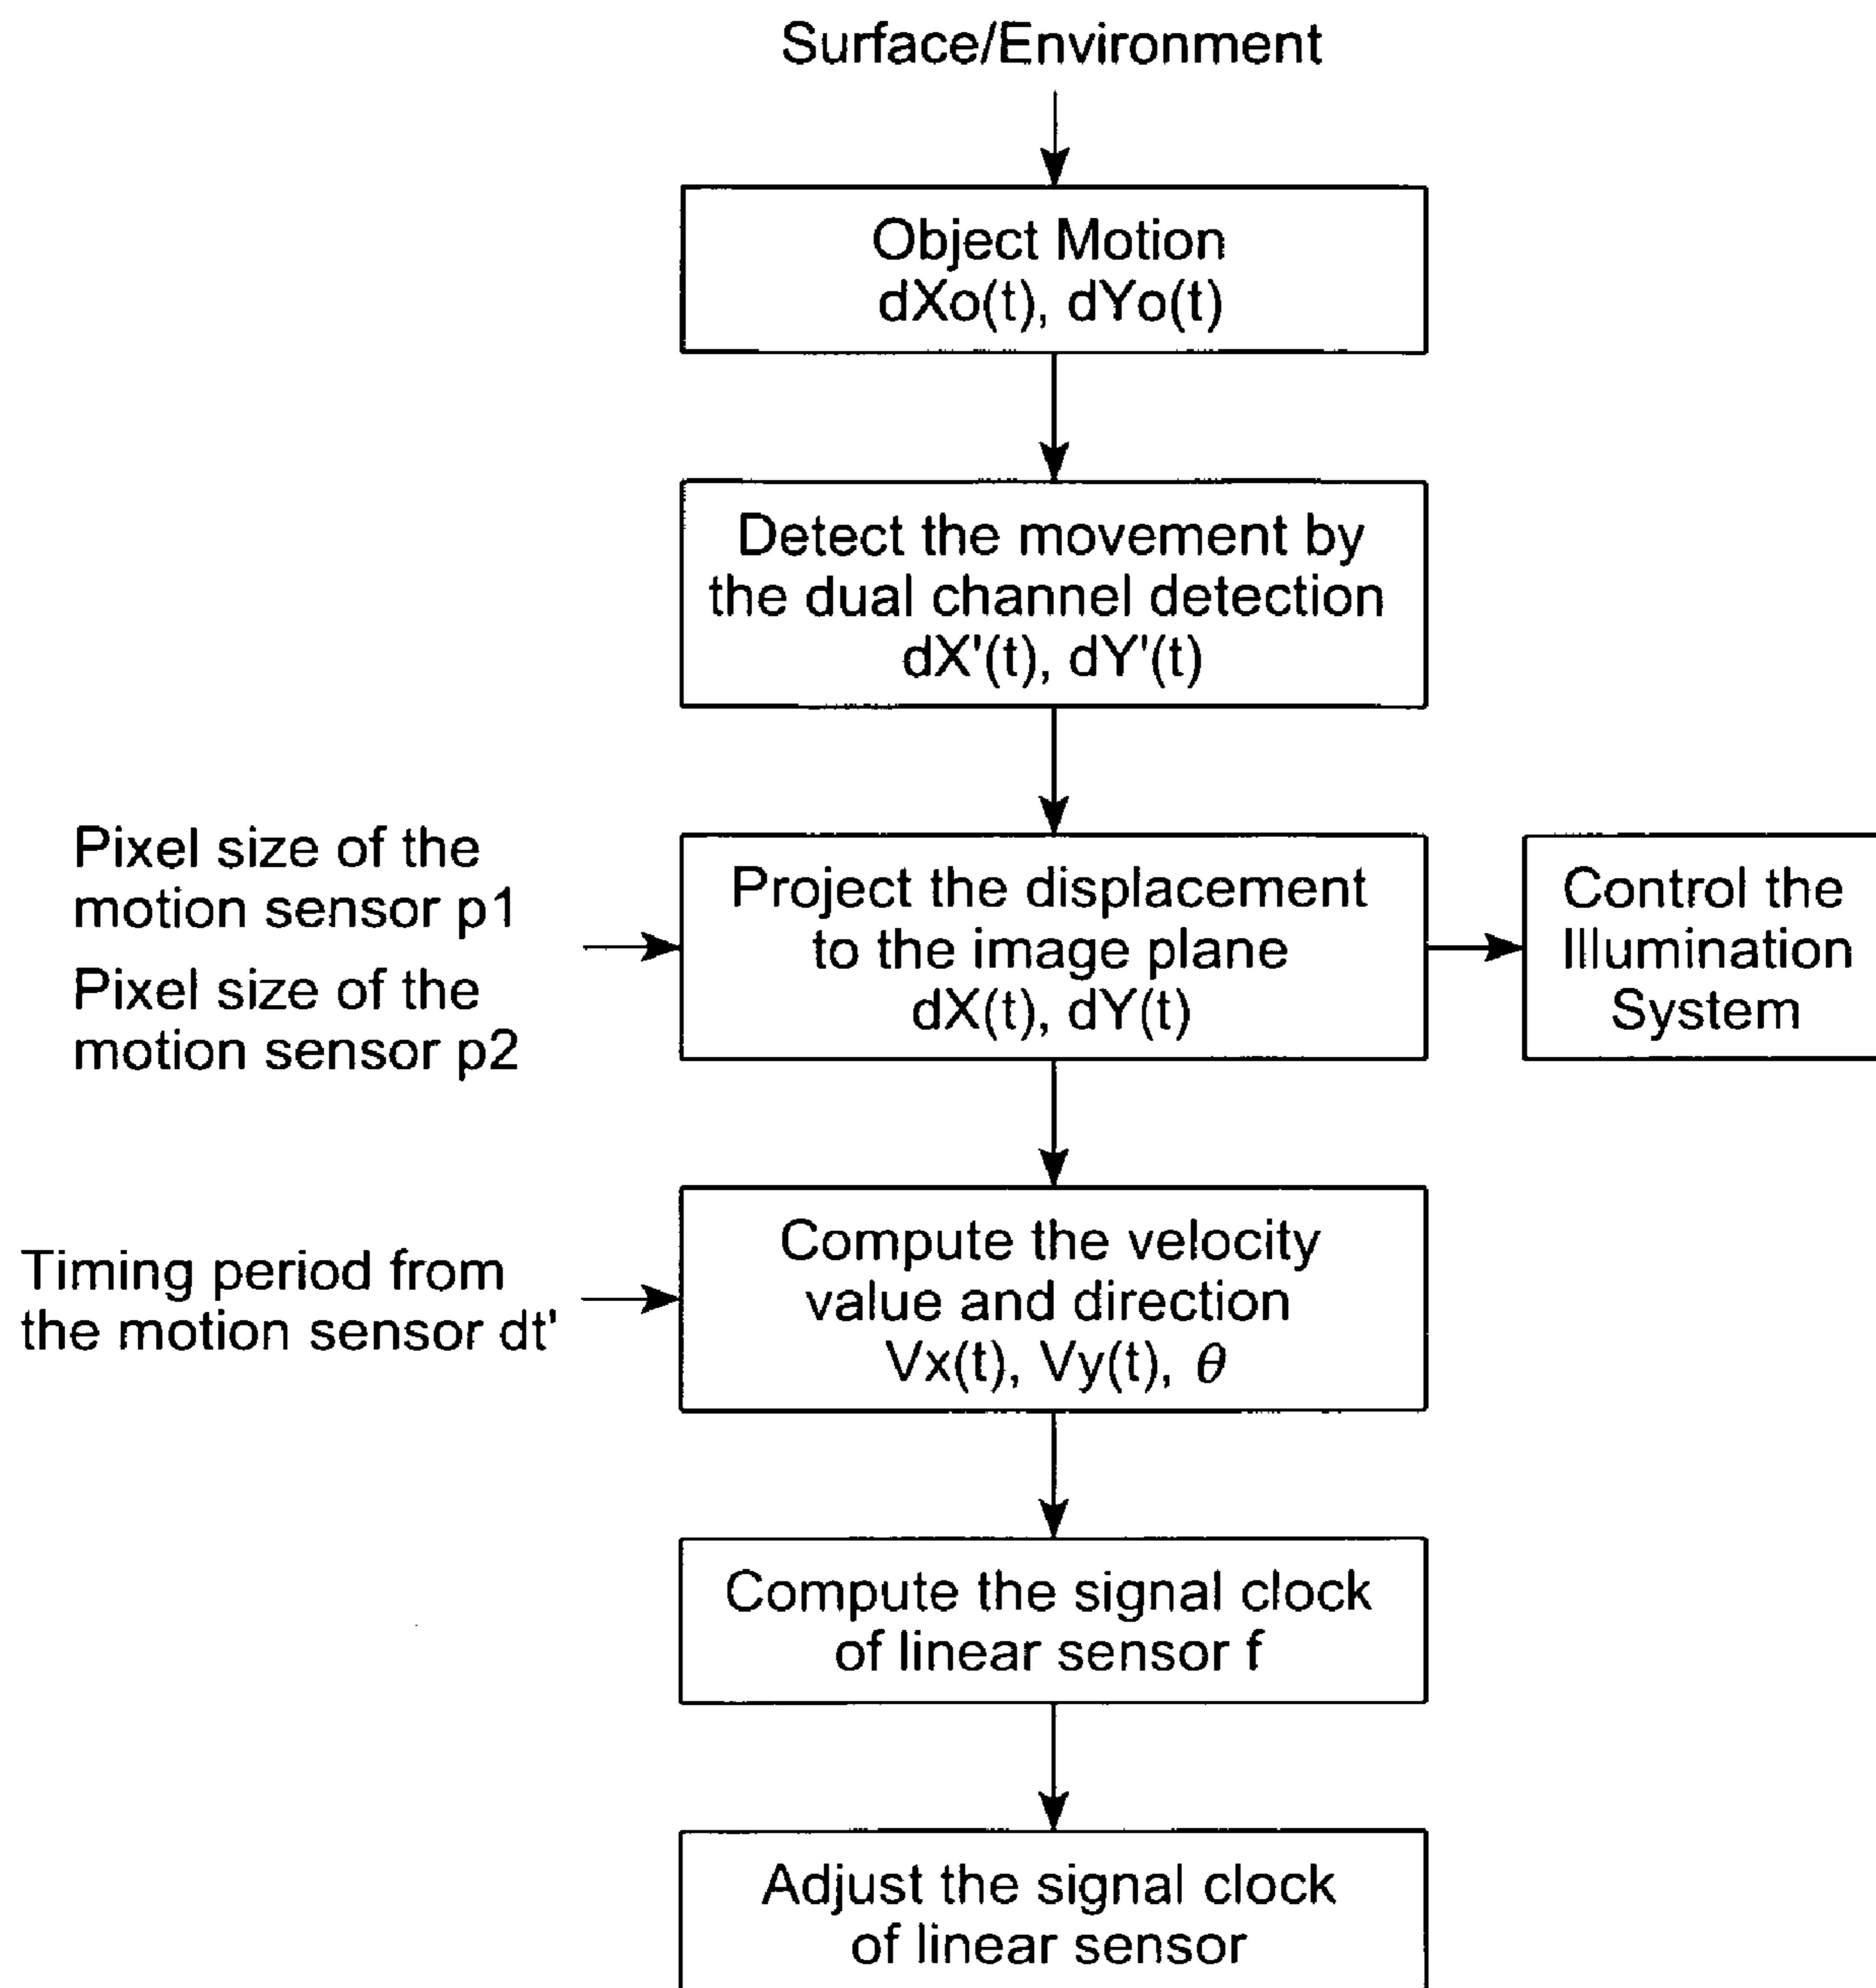 Surface/Environment
Object Motion
dXo(t), dYo(t)
Detect the movement by
the dual channel detection
dX'(t), dY'(t)
Pixel size of the
motion sensor p1
Pixel size of the
motion sensor p2
Project the displacement
to the image plane
dX(t), dY(t)
Control the
Illumination
System
Timing period from
the motion sensor dt'
Compute the velocity
value and direction
Vx(t), Vy(t), θ
Compute the signal clock
of linear sensor f
Adjust the signal clock
of linear sensor